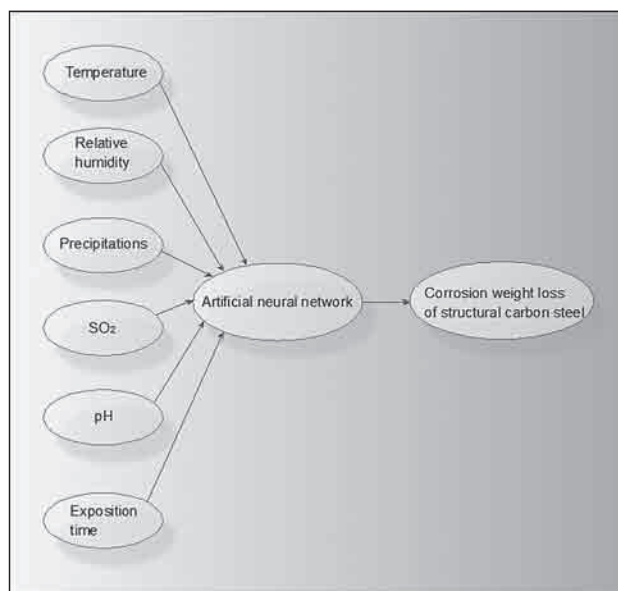 Temperature
Relative
humidity
Precipitations
SO₂
pH
Exposition
time
Artificial neural network
Corrosion weight loss
of structural carbon steel